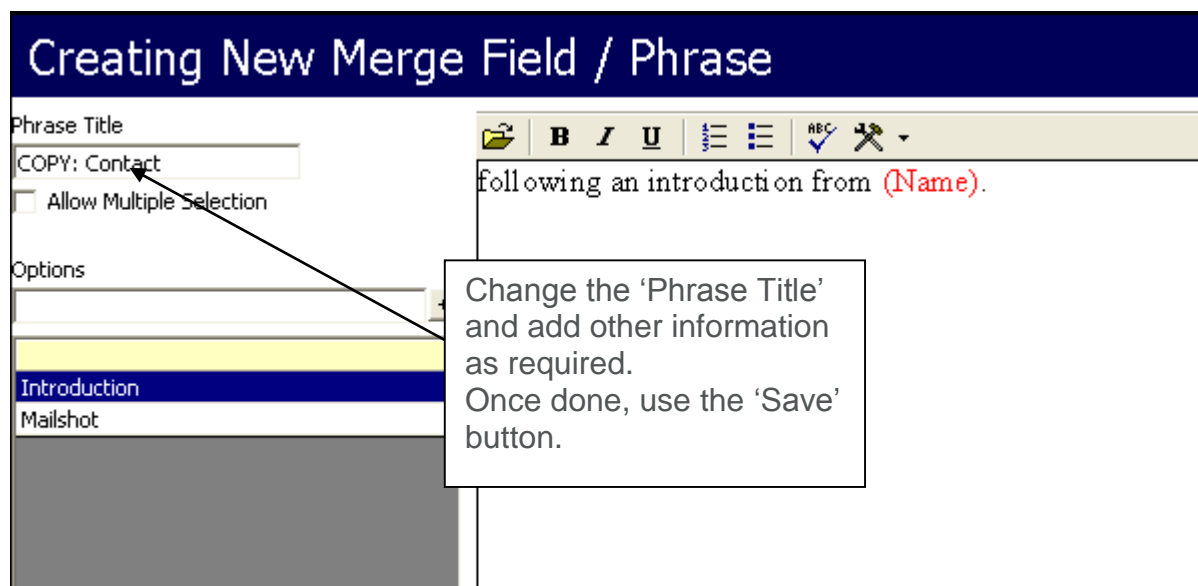 Creating New Merge Field / Phrase
Phrase Title
COPY: Contact
Allow Multiple Selection
Options
Introduction
Mailshot
B I U ABC
following an introduction from (Name).
Change the ‘Phrase Title’
and add other information
as required.
Once done, use the ‘Save’
button.